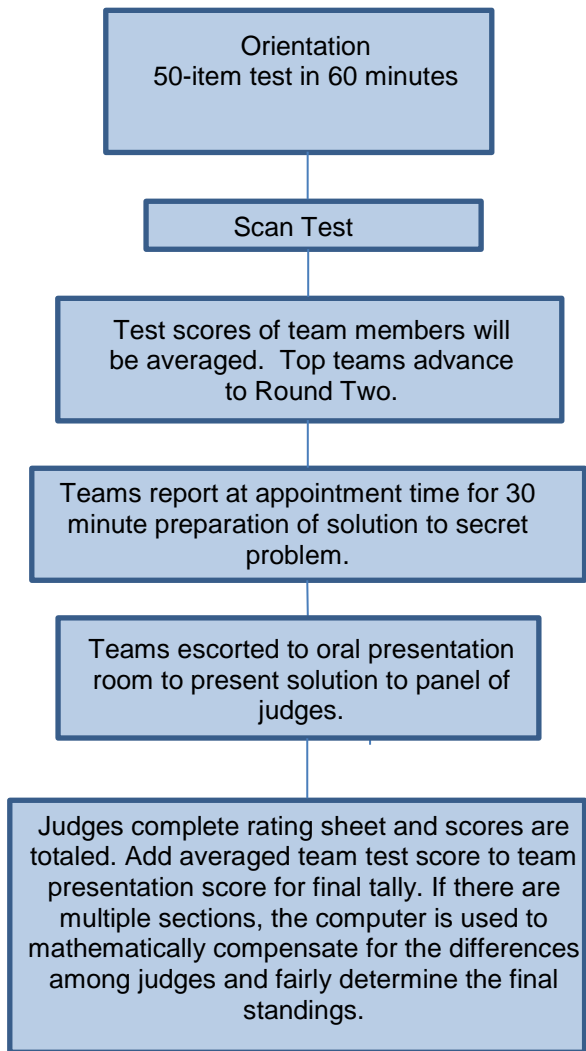 Orientation
50-item test in 60 minutes
Scan Test
Test scores of team members will
be averaged. Top teams advance
to Round Two.
Teams report at appointment time for 30
minute preparation of solution to secret
problem.
Teams escorted to oral presentation
room to present solution to panel of
judges.
Judges complete rating sheet and scores are
totaled. Add averaged team test score to team
presentation score for final tally. If there are
multiple sections, the computer is used to
mathematically compensate for the differences
among judges and fairly determine the final
standings.